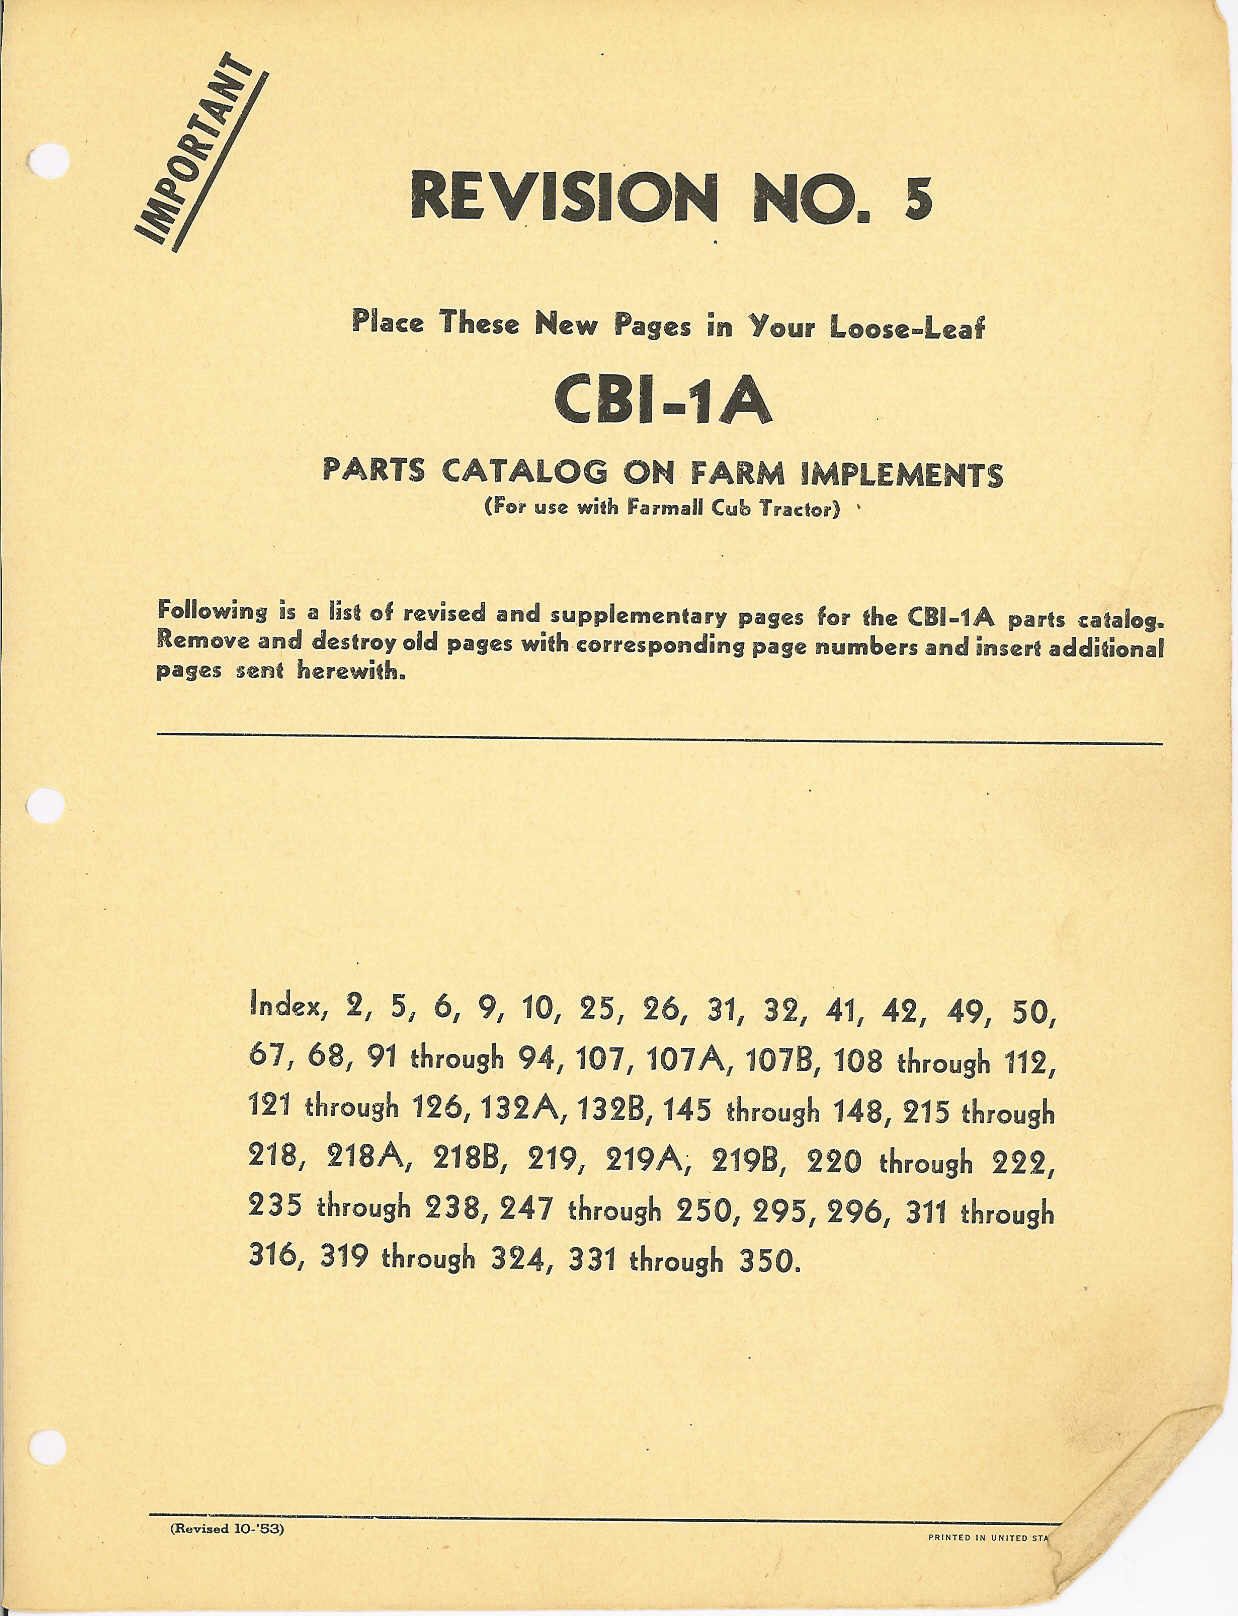 IMPORTANT
REVISION NO. 5
Place These New Pages in Your Loose-Leaf
CBI-1A
PARTS CATALOG ON FARM IMPLEMENTS
(For use with Farmall Cub Tractor)
Following is a list of revised and supplementary pages for the CBI-1A parts catalog.
Remove and destroy old pages with corresponding page numbers and insert additional
pages sent herewith.
Index, 2, 5, 6, 9, 10, 25, 26, 31, 32, 41, 42, 49, 50,
67, 68, 91 through 94, 107, 107A, 107B, 108 through 112,
121 through 126, 132A, 132B, 145 through 148, 215 through
218, 218A, 218B, 219, 219A, 219B, 220 through 222,
235 through 238, 247 through 250, 295, 296, 311 through
316, 319 through 324, 331 through 350.
(Revised 10-'53)
PRINTED IN UNITED STA